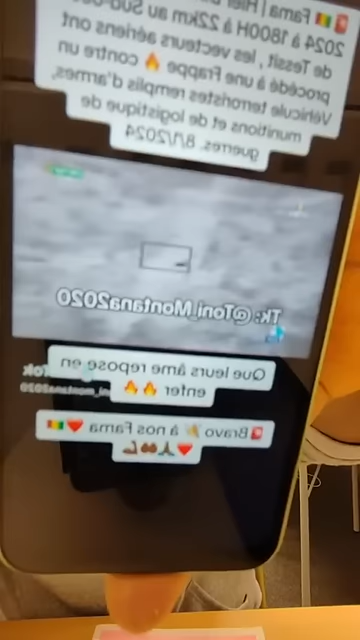 🚨🇲🇱 Fama | Hier
2024 à 1800H à 22km au Sud-
de Tessit, les vecteurs aériens ont
procédé à une Frappe 🔥 contre un
Véhicule terroristes remplis d'armes,
munitions et de logistique de
guerres. 8/1/2024
Tk: @Toni_Montana2020
Que leurs âme repose en
enfer 🔥🔥
🚨 Bravo 🎉 à nos Fama ❤️🇲🇱